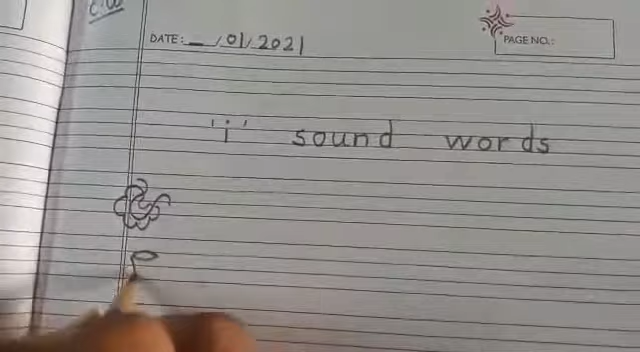 C.W
DATE: __/01/2021
PAGE NO.:
'i' sound words